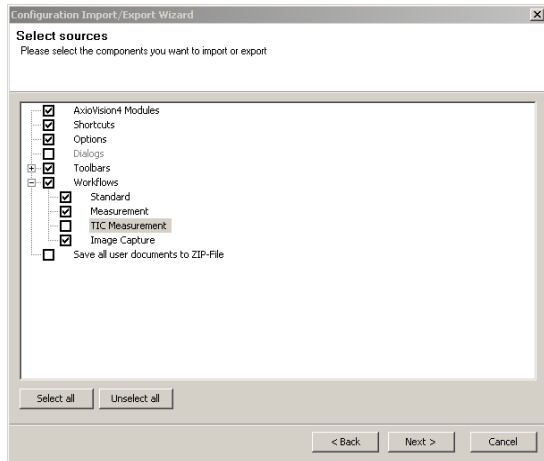 Configuration Import/Export Wizard
Select sources
Please select the components you want to import or export
AxioVision4 Modules
Shortcuts
Options
Dialogs
Toolbars
Workflows
Standard
Measurement
TIC Measurement
Image Capture
Save all user documents to ZIP-File
Select all Unselect all
< Back Next > Cancel